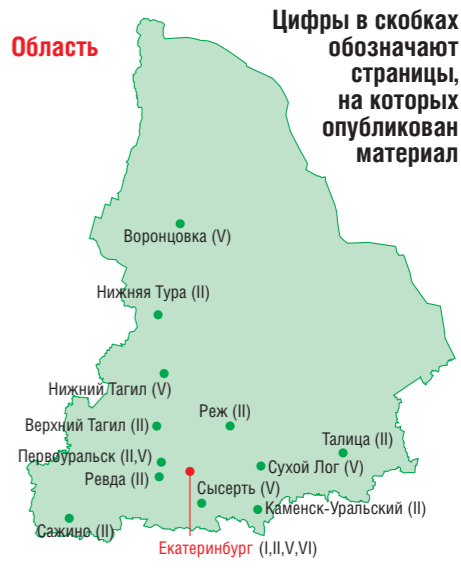 Область
Цифры в скобках
обозначают
страницы,
на которых
опубликован
материал
Воронцовка (V)
Нижняя Тура (II)
Нижний Тагил (V)
Реж (II)
Верхний Тагил (II)
Талица (II)
Первоуральск (II,V)
Сухой Лог (V)
Ревда (II)
Сысерть (V)
Каменск-Уральский (II)
Сажино (II)
Екатеринбург (I,II,V,VI)